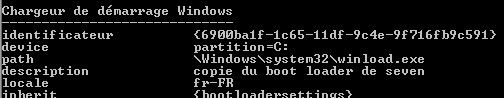 Chargeur de démarrage Windows
-----------------------------
identificateur {6900ba1f-1c65-11df-9c4e-9f716fb9c591}
device partition=C:
path \Windows\system32\winload.exe
description copie du boot loader de seven
locale fr-FR
inherit {bootloadersettings}